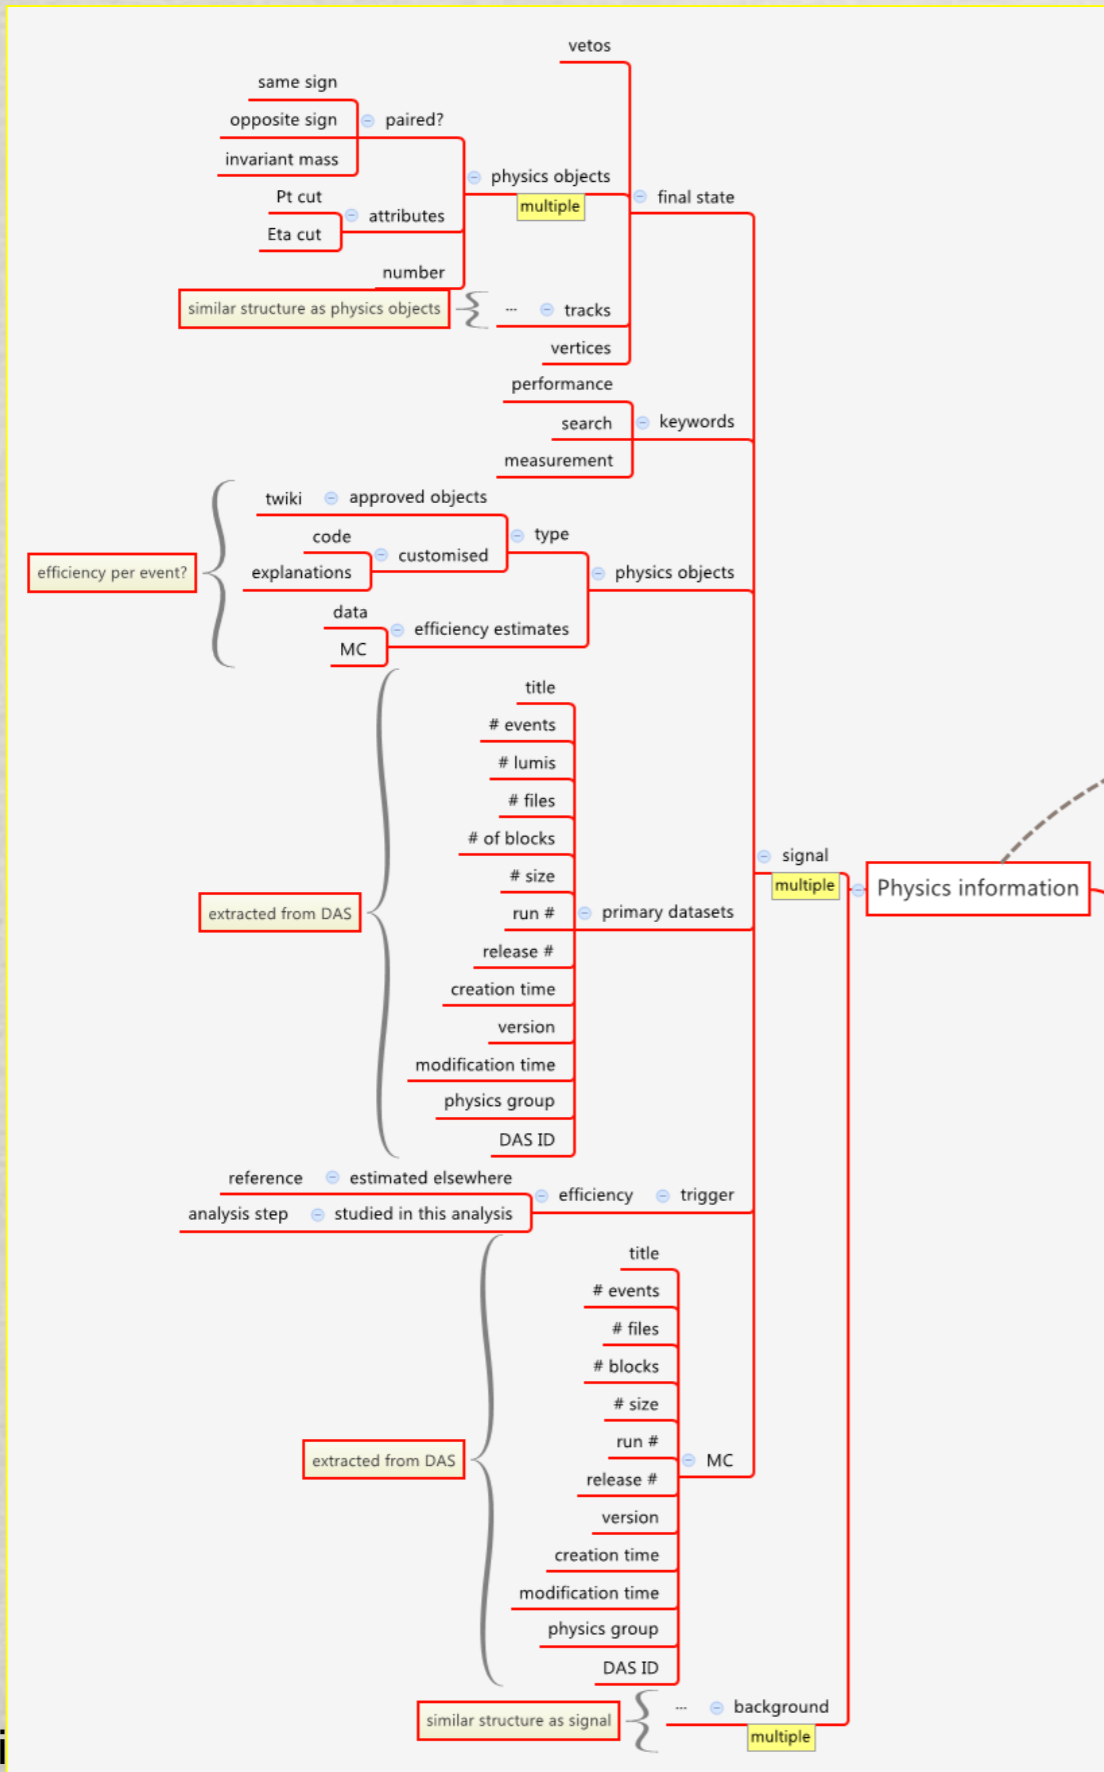 vetos
same sign
opposite sign
paired?
invariant mass
physics objects
multiple
Pt cut
attributes
Eta cut
final state
number
similar structure as physics objects
...
tracks
vertices
performance
search
keywords
measurement
twiki
approved objects
code
customised
type
explanations
efficiency per event?
physics objects
data
efficiency estimates
MC
title
# events
# lumis
# files
# of blocks
# size
run #
primary datasets
extracted from DAS
release #
creation time
version
modification time
physics group
DAS ID
signal
multiple
Physics information
reference
estimated elsewhere
efficiency
trigger
analysis step
studied in this analysis
title
# events
# files
# blocks
# size
run #
MC
extracted from DAS
release #
version
creation time
modification time
physics group
DAS ID
similar structure as signal
...
background
multiple
i